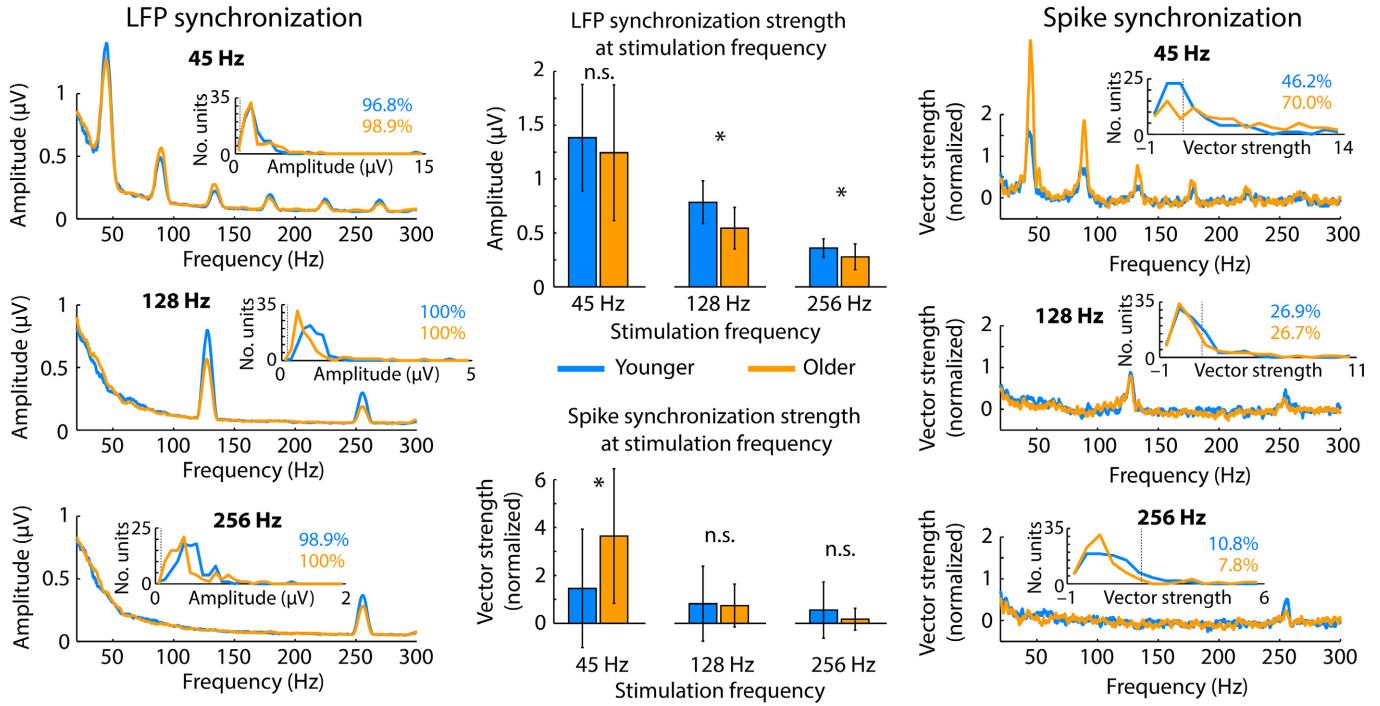 LFP synchronization
45 Hz
Amplitude (µV)
1
0.5
0
50
100
150
200
250
300
Frequency (Hz)
No. units
35
0
15
Amplitude (µV)
96.8%
98.9%
128 Hz
Amplitude (µV)
1
0.5
0
50
100
150
200
250
300
Frequency (Hz)
No. units
35
0
5
Amplitude (µV)
100%
100%
256 Hz
Amplitude (µV)
1
0.5
0
50
100
150
200
250
300
Frequency (Hz)
No. units
25
0
2
Amplitude (µV)
98.9%
100%
LFP synchronization strength
at stimulation frequency
Amplitude (µV)
2
1.5
1
0.5
0
n.s.
*
*
45 Hz
128 Hz
256 Hz
Stimulation frequency
Younger
Older
Spike synchronization strength
at stimulation frequency
Vector strength
(normalized)
6
4
2
0
*
n.s.
n.s.
45 Hz
128 Hz
256 Hz
Stimulation frequency
Spike synchronization
45 Hz
Vector strength
(normalized)
2
1
0
50
100
150
200
250
300
Frequency (Hz)
No. units
25
−1
14
Vector strength
46.2%
70.0%
128 Hz
Vector strength
(normalized)
2
1
0
50
100
150
200
250
300
Frequency (Hz)
No. units
35
−1
11
Vector strength
26.9%
26.7%
256 Hz
Vector strength
(normalized)
2
1
0
50
100
150
200
250
300
Frequency (Hz)
No. units
35
0
−1
6
Vector strength
10.8%
7.8%